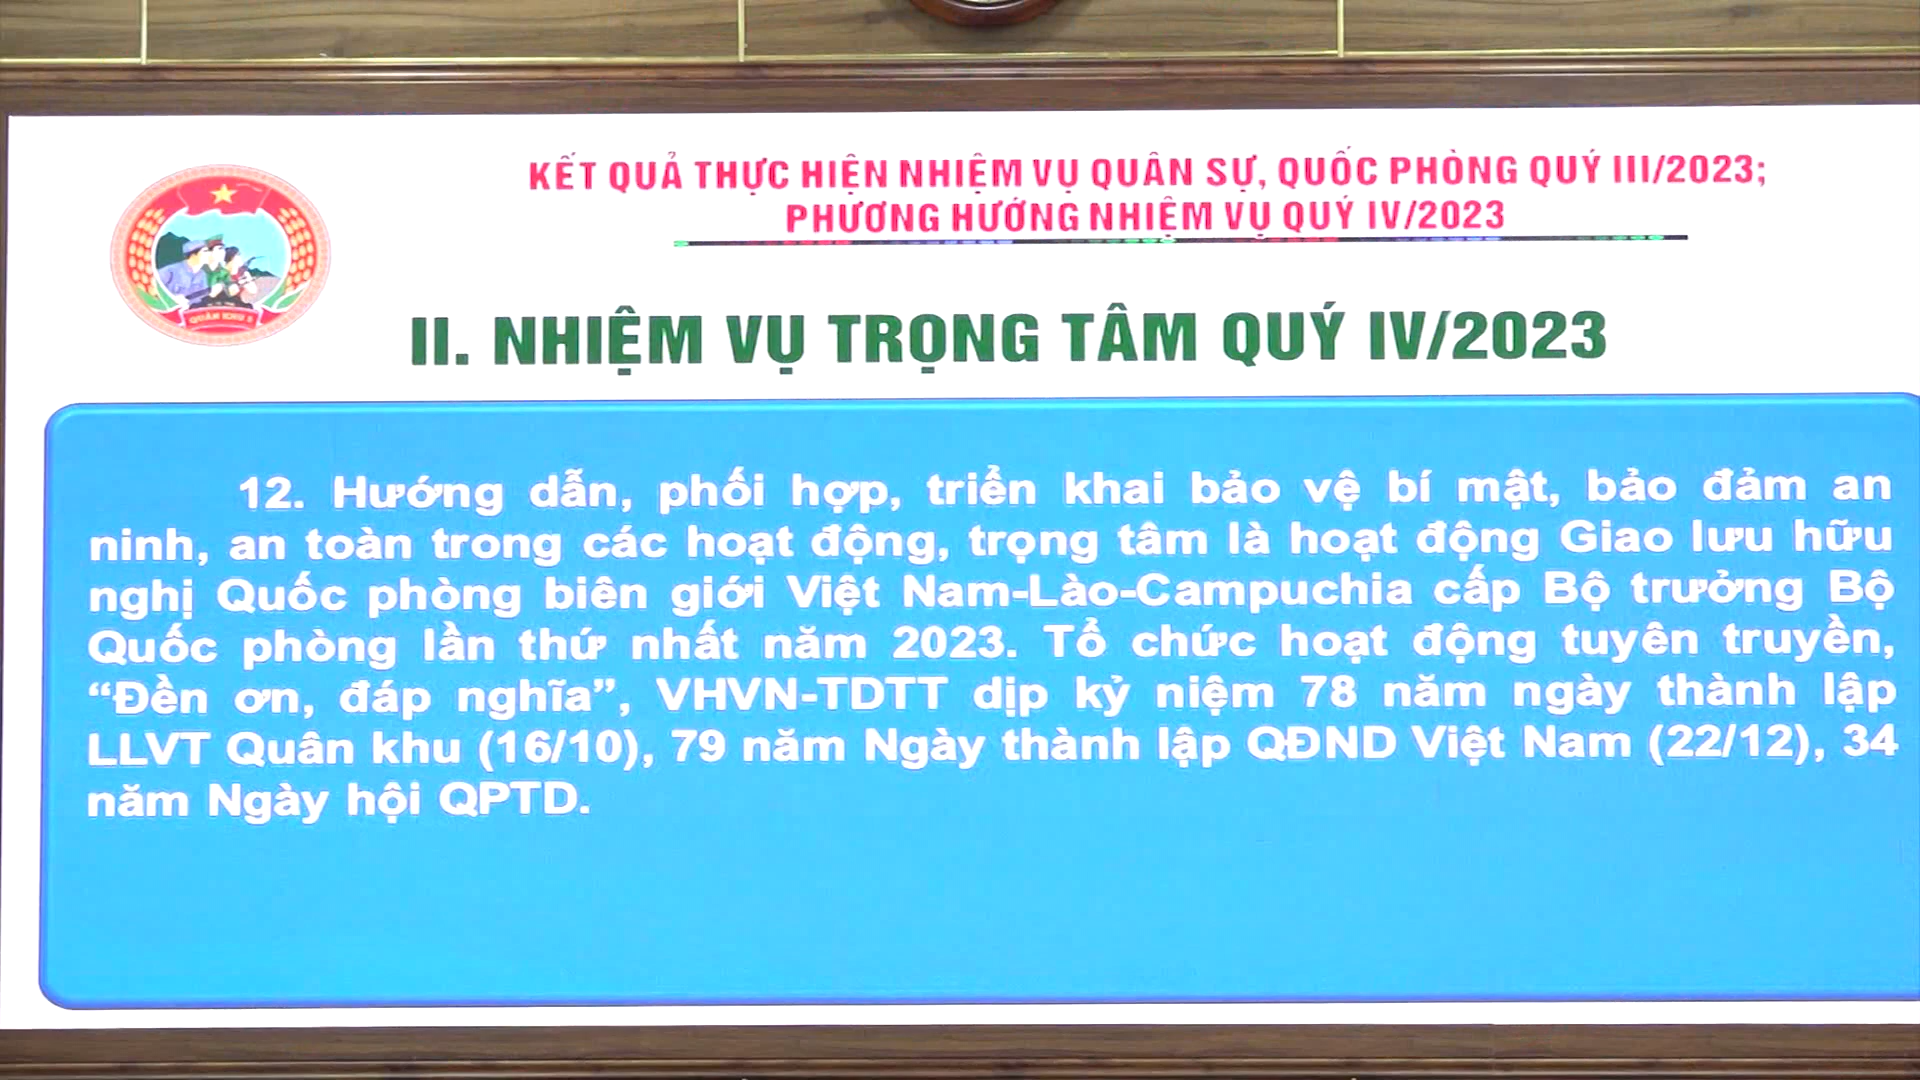 KẾT QUẢ THỰC HIỆN NHIỆM VỤ QUÂN SỰ, QUỐC PHÒNG QUÝ III/2023;
PHƯƠNG HƯỚNG NHIỆM VỤ QUÝ IV/2023
II. NHIỆM VỤ TRỌNG TÂM QUÝ IV/2023
12. Hướng dẫn, phối hợp, triển khai bảo vệ bí mật, bảo đảm an
ninh, an toàn trong các hoạt động, trọng tâm là hoạt động Giao lưu hữu
nghị Quốc phòng biên giới Việt Nam-Lào-Campuchia cấp Bộ trưởng Bộ
Quốc phòng lần thứ nhất năm 2023. Tổ chức hoạt động tuyên truyền,
“Đền ơn, đáp nghĩa”, VHVN-TDTT dịp kỷ niệm 78 năm ngày thành lập
LLVT Quân khu (16/10), 79 năm Ngày thành lập QĐND Việt Nam (22/12), 34
năm Ngày hội QPTD.